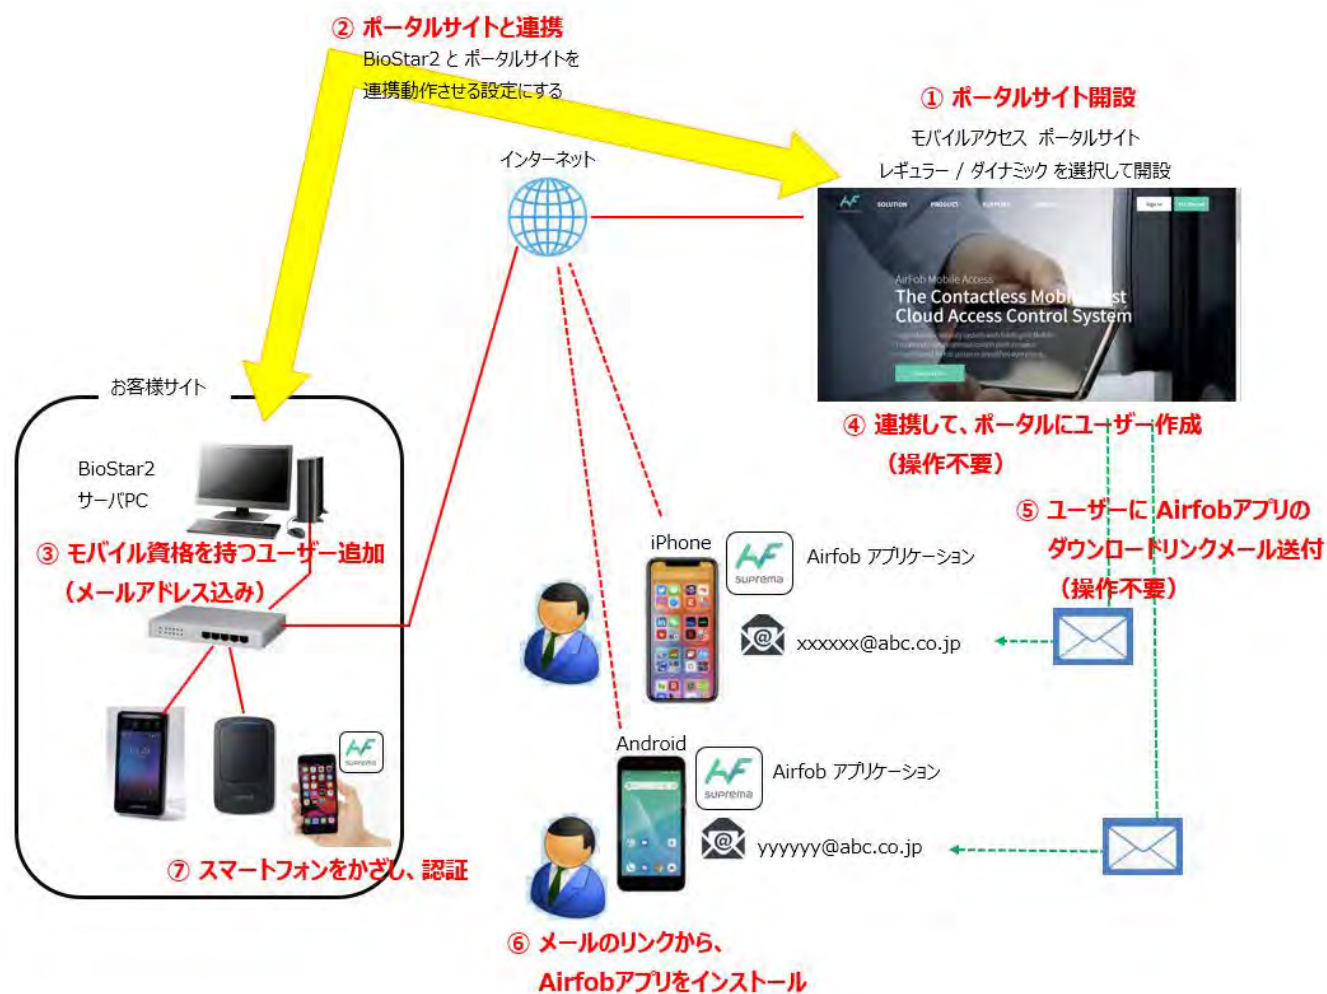 ② ポータルサイトと連携
BioStar2 と ポータルサイトを
連携動作させる設定にする
① ポータルサイト開設
モバイルアクセス ポータルサイト
レギュラー / ダイナミック を選択して開設
インターネット
SOLUTION PRODUCT SUPPORT
Sign In
AirFob Mobile Access
The Contactless Mobile First
Cloud Access Control System
お客様サイト
BioStar2
サーバPC
③ モバイル資格を持つユーザー追加
（メールアドレス込み）
④ 連携して、ポータルにユーザー作成
（操作不要）
⑤ ユーザーに Airfobアプリの
ダウンロードリンクメール送付
（操作不要）
iPhone
suprema
Airfob アプリケーション
xxxxxx@abc.co.jp
Android
suprema
Airfob アプリケーション
yyyyyy@abc.co.jp
suprema
⑦ スマートフォンをかざし、認証
⑥ メールのリンクから、
Airfobアプリをインストール